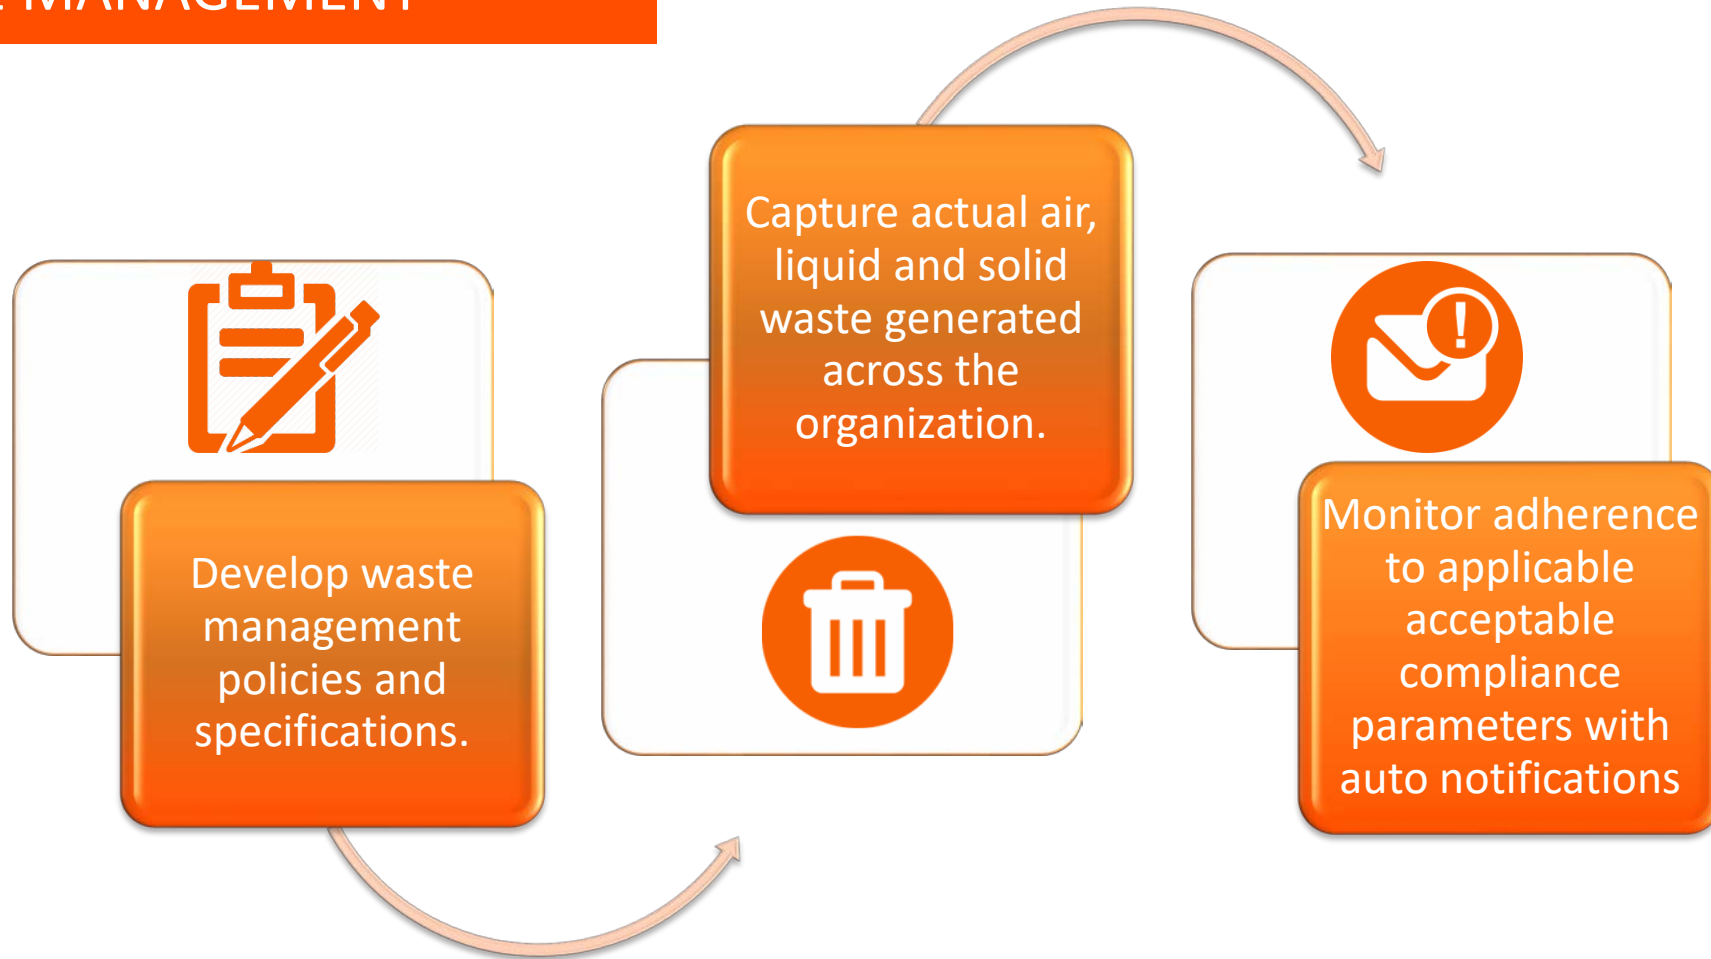 MANAGEMENT
Develop waste
management
policies and
specifications.
Capture actual air,
liquid and solid
waste generated
across the
organization.
!
Monitor adherence
to applicable
acceptable
compliance
parameters with
auto notifications